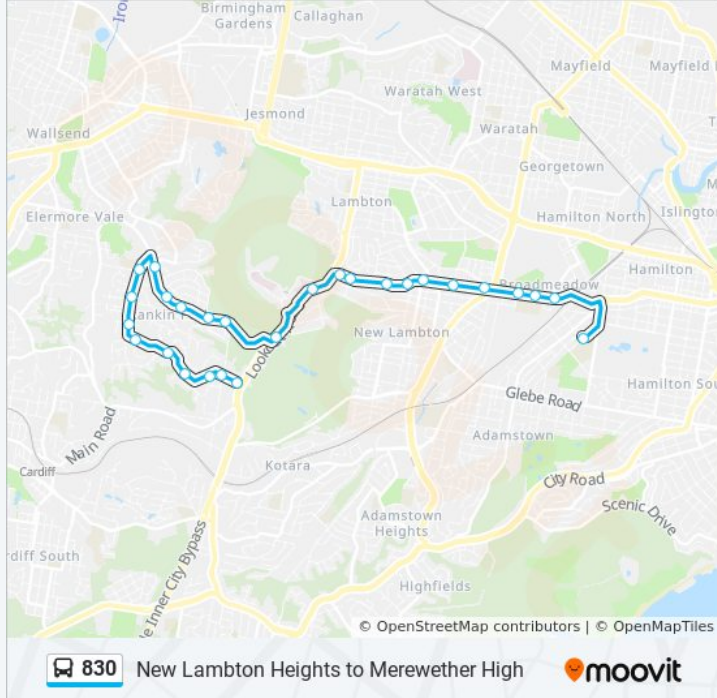 Birmingham
Gardens
Callaghan
Mayfield
Mayfield
Waratah West
Jesmond
Wallsend
Waratah
Georgetown
Lambton
Islington
Elermore Vale
Hamilton North
Broadmeadow
Hamilton
New Lambton
Glebe Road
Hamilton
Adamstown
Main Road
Kotara
Cardiff
City Road
Scenic Drive
Adamstown
Heights
Inner City Bypass
South
Highfields
© OpenStreetMap contributors | © OpenMapTiles
830 New Lambton Heights to Merewether High moovit